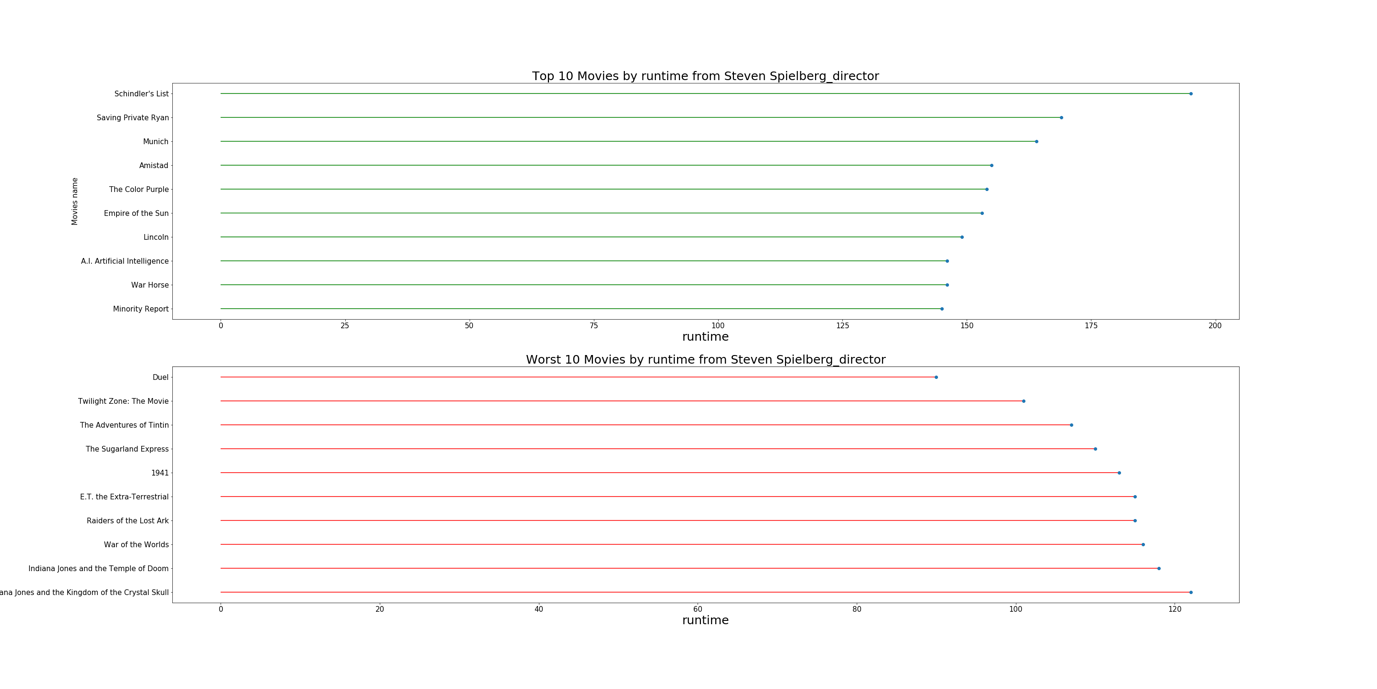 Top 10 Movies by runtime from Steven Spielberg_director
Movies name
Schindler's List
Saving Private Ryan
Munich
Amistad
The Color Purple
Empire of the Sun
Lincoln
A.I. Artificial Intelligence
War Horse
Minority Report
0 25 50 75 100 125 150 175 200
runtime
Worst 10 Movies by runtime from Steven Spielberg_director
Duel
Twilight Zone: The Movie
The Adventures of Tintin
The Sugarland Express
1941
E.T. the Extra-Terrestrial
Raiders of the Lost Ark
War of the Worlds
Indiana Jones and the Temple of Doom
ana Jones and the Kingdom of the Crystal Skull
0 20 40 60 80 100 120
runtime